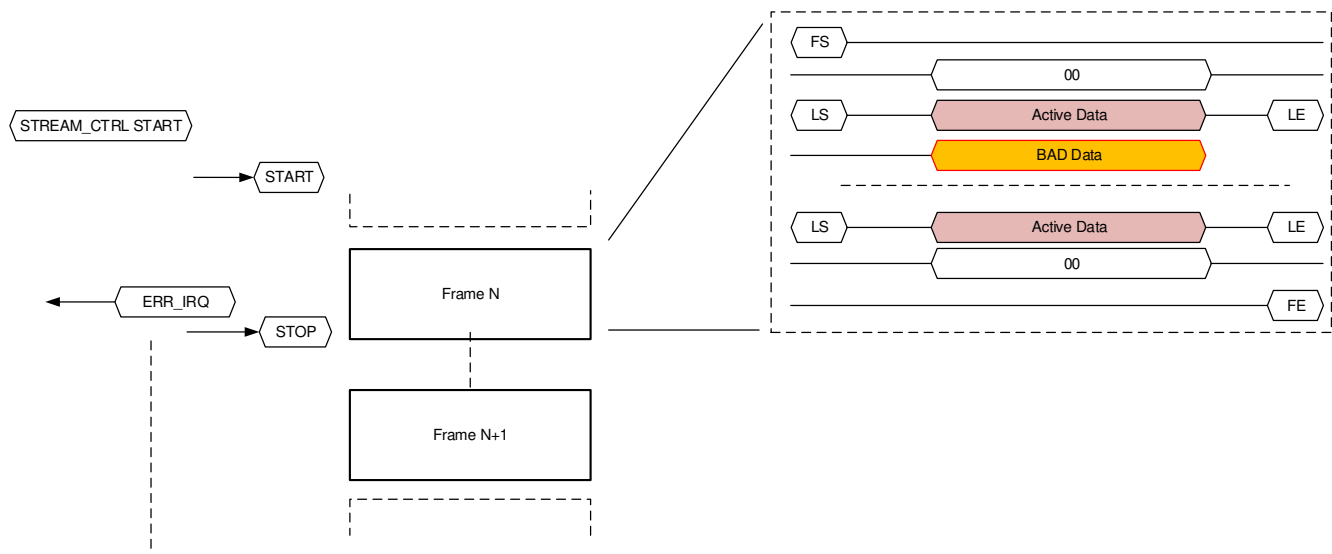 STREAM_CTRL START
START
ERR_IRQ
STOP
Frame N
Frame N+1
FS
00
LS Active Data LE
BAD Data
LS Active Data LE
00
FE